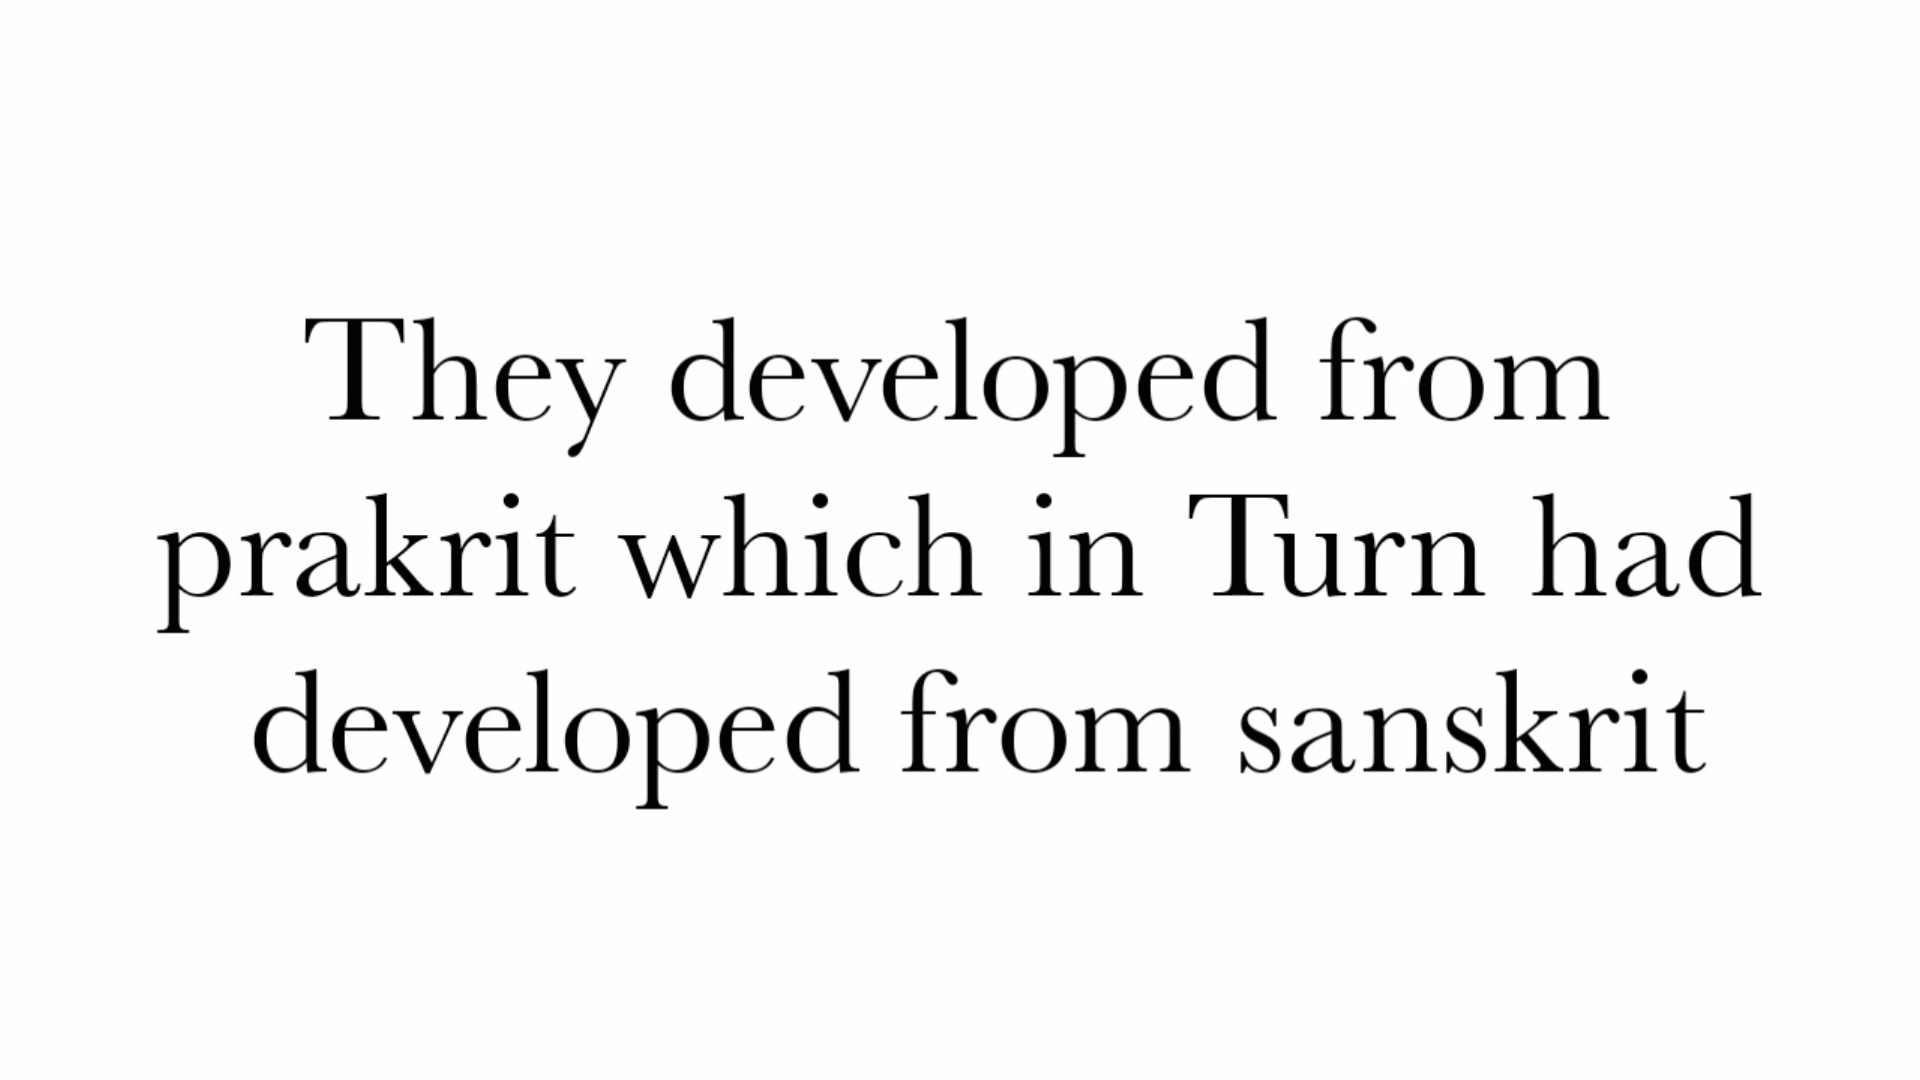 They developed from
prakrit which in Turn had
developed from sanskrit